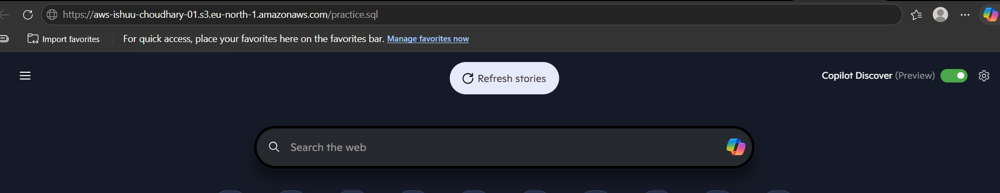 https://aws-ishuu-choudhary-01.s3.eu-north-1.amazonaws.com/practice.sql
Import favorites For quick access, place your favorites here on the favorites bar. Manage favorites now
Refresh stories
Copilot Discover (Preview)
Search the web